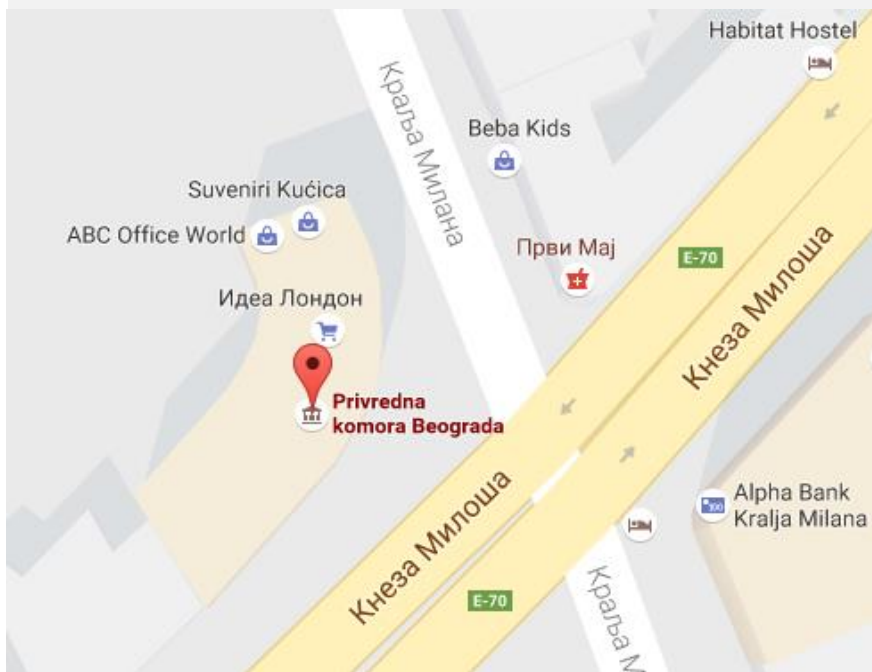 Habitat Hostel
Краља Милана
Beba Kids
Suveniri Kućica
ABC Office World
Први Мај
E-70
Кнеза Милоша
Идеа Лондон
Privredna
komora Beograda
Кнеза Милоша
Alpha Bank
Kralja Milana
E-70
Краља М